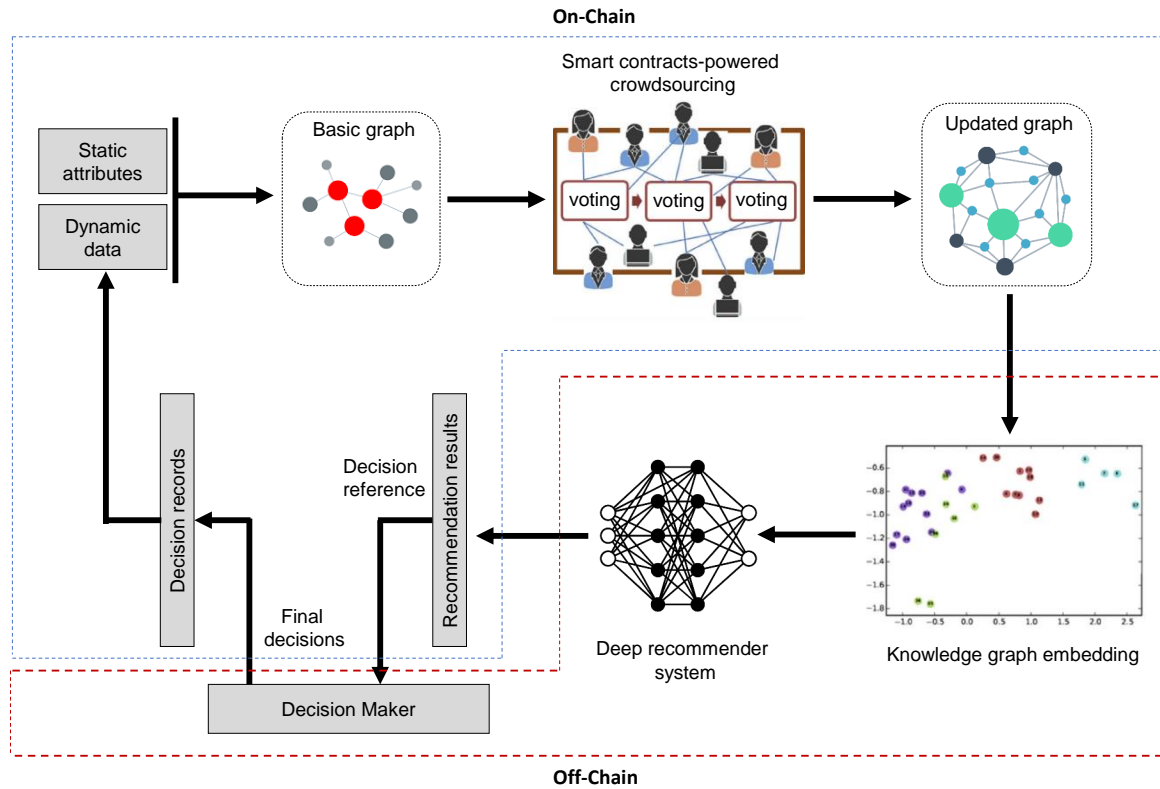 On-Chain
Smart contracts-powered
crowdsourcing
Basic graph
Updated graph
Static
attributes
Dynamic
data
voting
voting
voting
Decision records
Decision
reference
Recommendation results
Final
decisions
Deep recommender
system
−0.6
−0.8
−1.0
−1.2
−1.4
−1.6
−1.8
-1.0
-0.5
0.0
0.5
1.0
1.5
2.0
2.5
Knowledge graph embedding
Decision Maker
Off-Chain